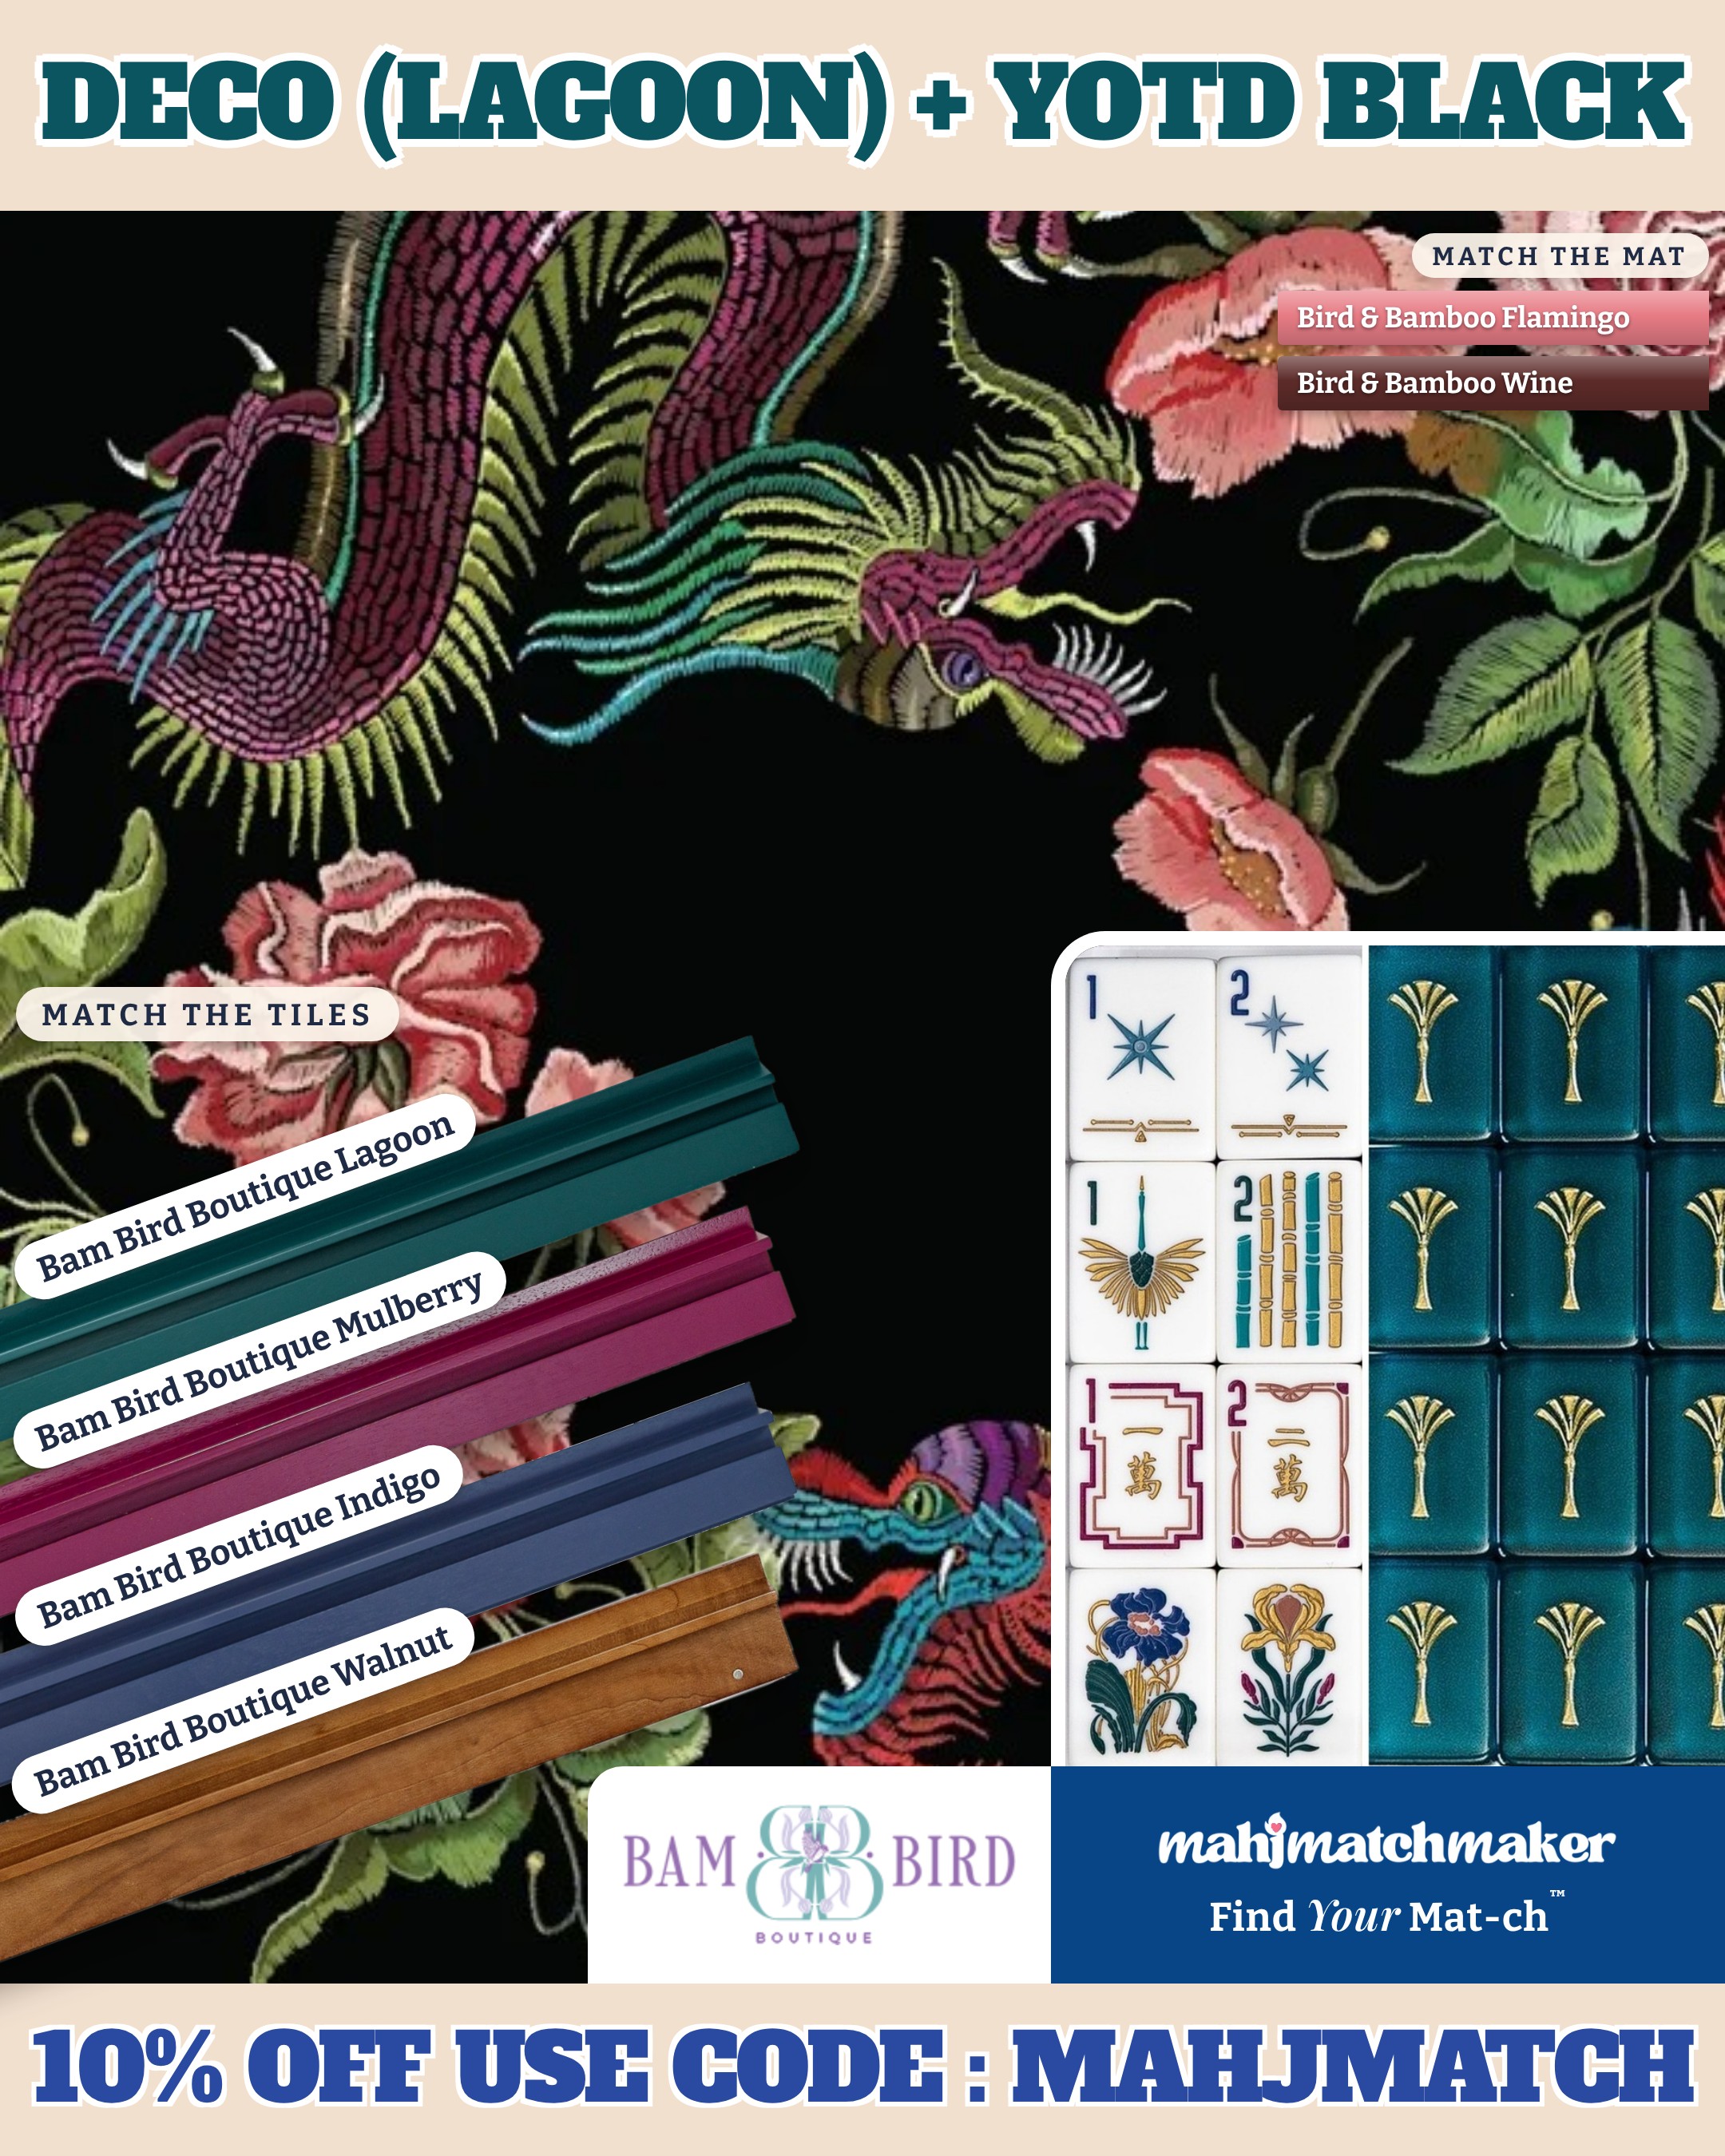 DECO (LAGOON) + YOTD BLACK
MATCH THE MAT
Bird & Bamboo Flamingo
Bird & Bamboo Wine
MATCH THE TILES
Bam Bird Boutique Lagoon
Bam Bird Boutique Mulberry
Bam Bird Boutique Indigo
Bam Bird Boutique Walnut
1 2
1 2
1 2
一 二
萬 萬
BAM BIRD
BOUTIQUE
mahjmatchmaker
Find Your Mat-ch™
10% OFF USE CODE : MAHJMATCH